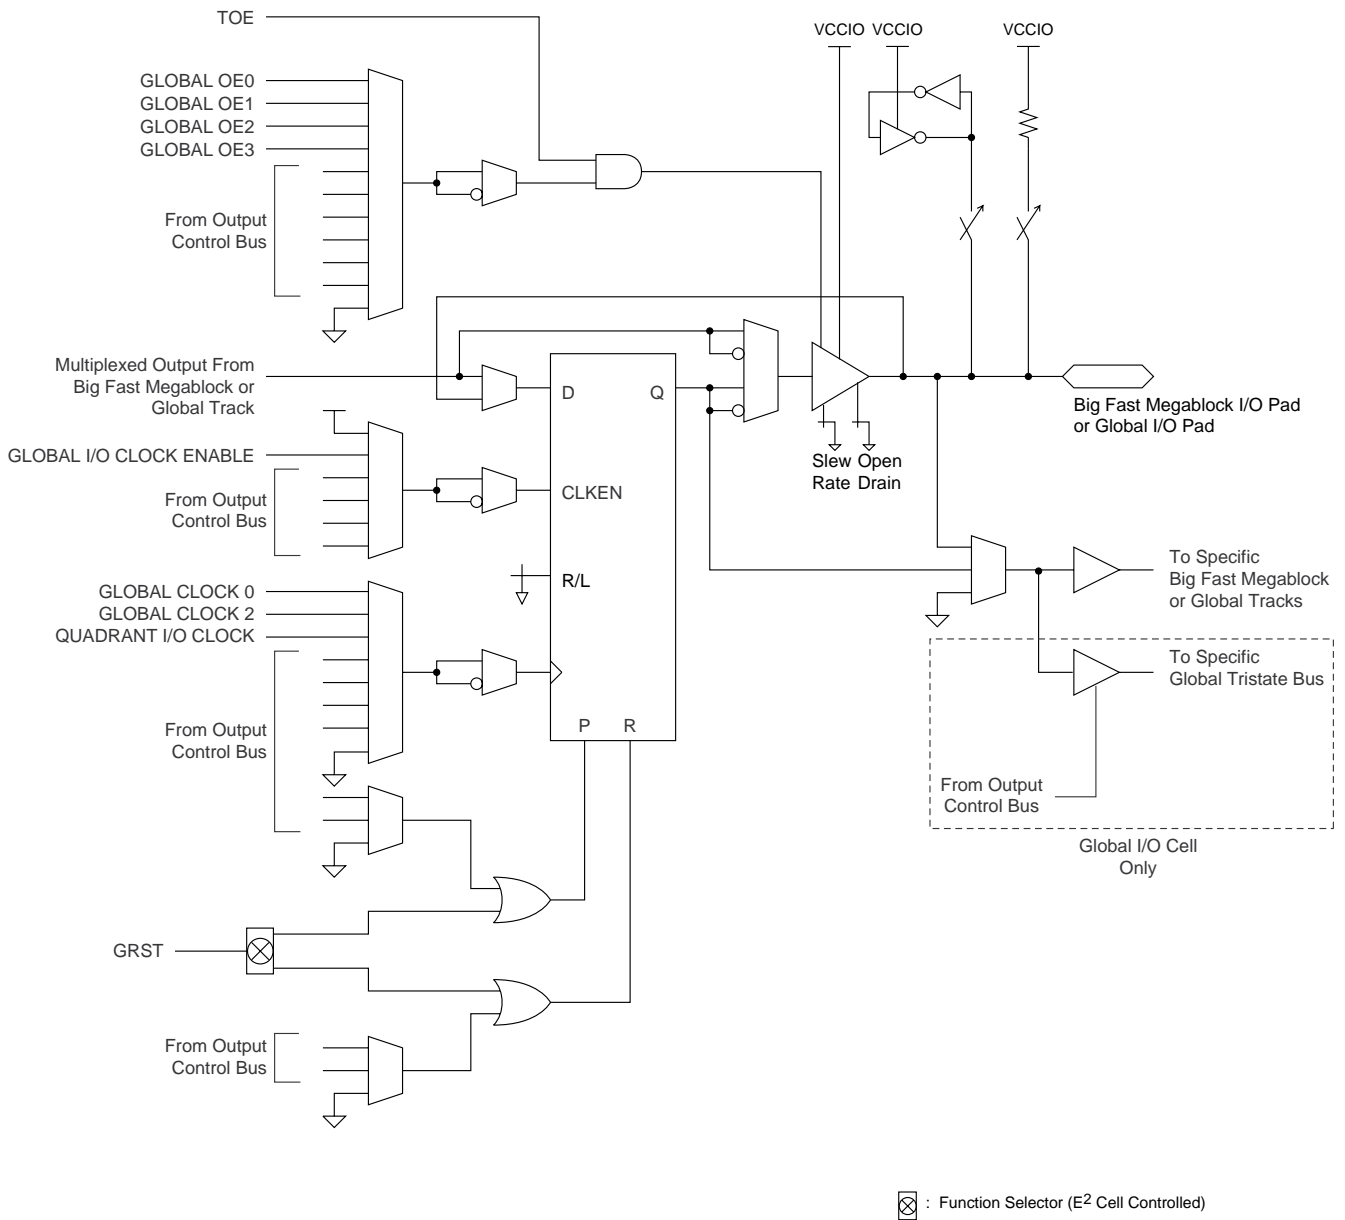 TOE
VCCIO VCCIO VCCIO
GLOBAL OE0
GLOBAL OE1
GLOBAL OE2
GLOBAL OE3
From Output
Control Bus
Multiplexed Output From
Big Fast Megablock or
Global Track
D
Q
Big Fast Megablock I/O Pad
or Global I/O Pad
GLOBAL I/O CLOCK ENABLE
Slew Open
Rate Drain
From Output
Control Bus
CLKEN
R/L
To Specific
Big Fast Megablock
or Global Tracks
GLOBAL CLOCK 0
GLOBAL CLOCK 2
QUADRANT I/O CLOCK
To Specific
Global Tristate Bus
From Output
Control Bus
P R
From Output
Control Bus
Global I/O Cell
Only
GRST
From Output
Control Bus
: Function Selector (E2 Cell Controlled)